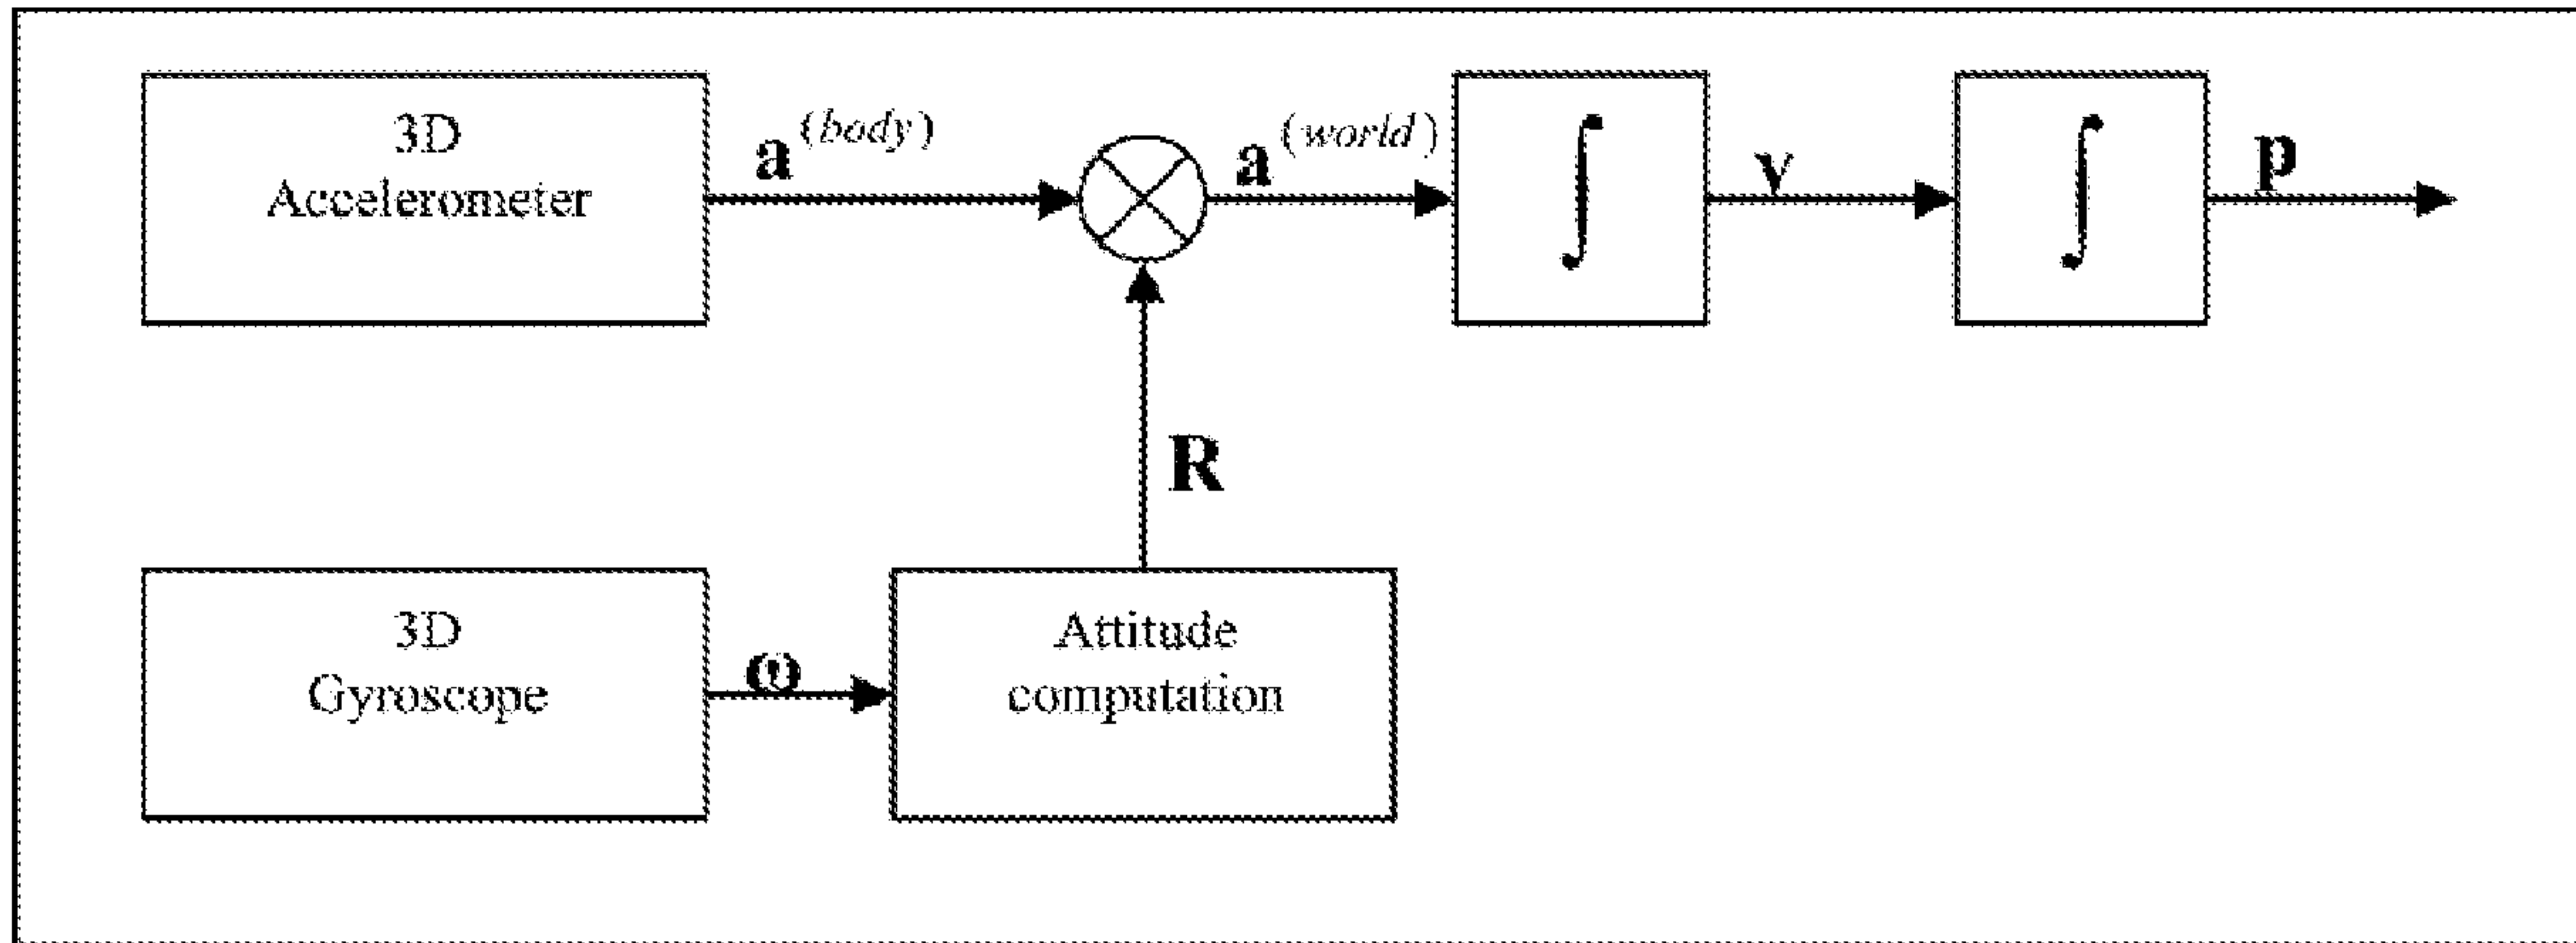 3D
Accelerometer
a (body)
a (world)
∫
v
∫
p
R
3D
Gyroscope
ω
Attitude
computation